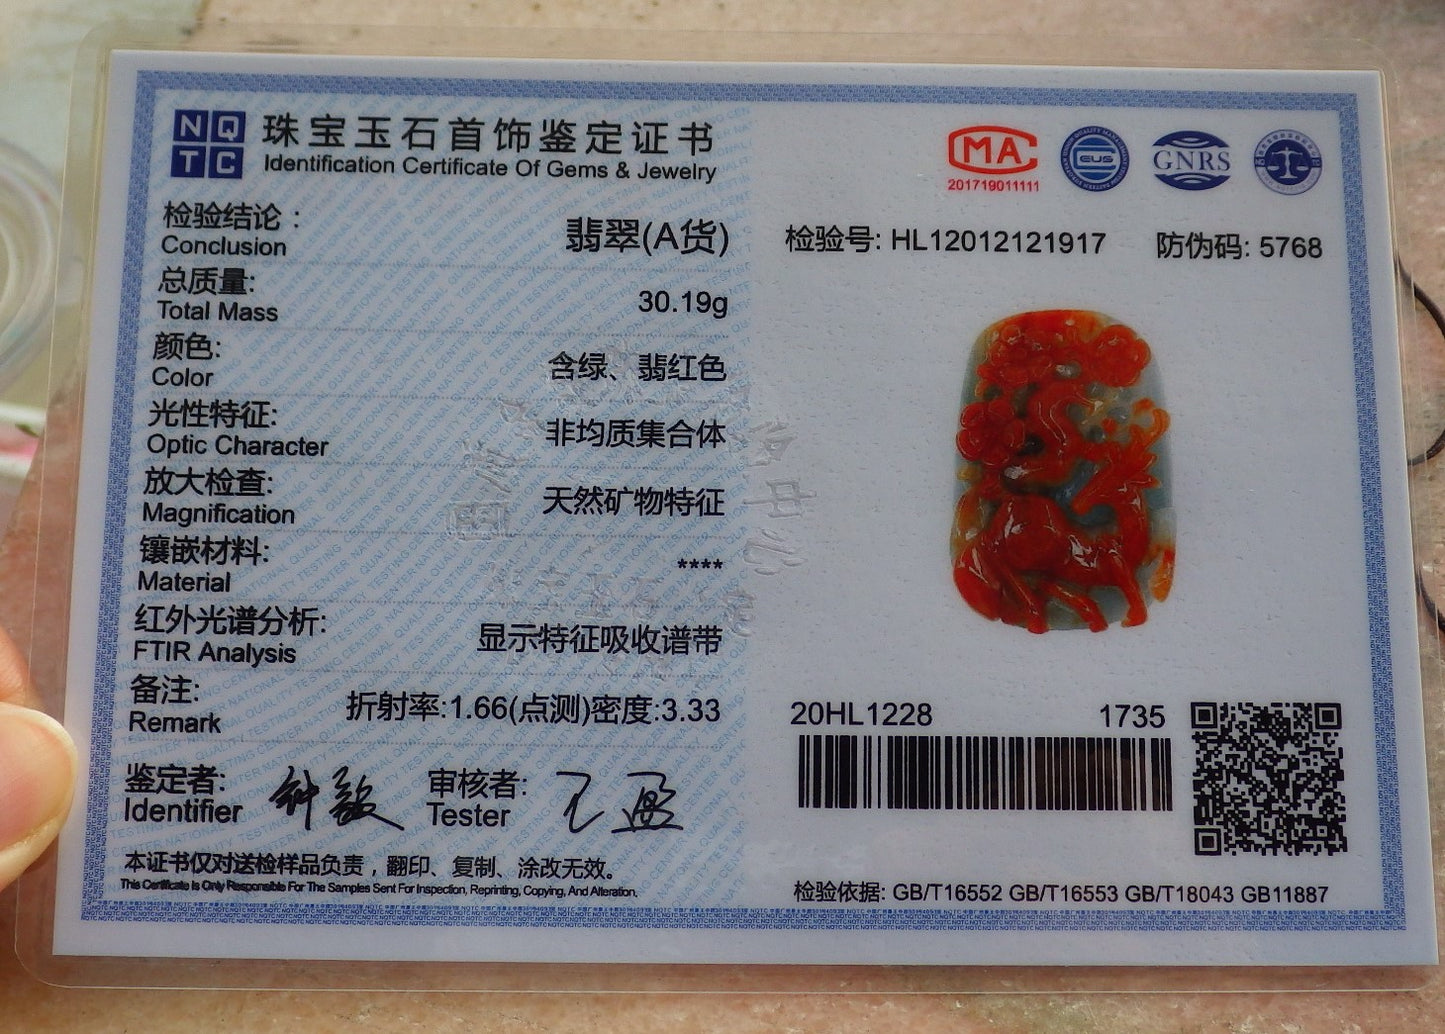 NQ
TC
珠宝玉石首饰鉴定证书
Identification Certificate Of Gems & Jewelry
检验结论：
Conclusion
翡翠(A货)
总质量:
Total Mass
30.19g
颜色:
Color
含绿、翡红色
光性特征:
Optic Character
非均质集合体
放大检查:
Magnification
天然矿物特征
镶嵌材料:
Material
****
红外光谱分析:
FTIR Analysis
显示特征吸收谱带
备注:
Remark
折射率:1.66(点测)密度:3.33
鉴定者:
Identifier
审核者:
Tester
本证书仅对送检样品负责，翻印、复制、涂改无效。
This Certificate Is Only Responsible For The Samples Sent For Inspection, Reprinting, Copying, And Alteration.
MA
201719011111
EUS
GNRS
检验号: HL12012121917
防伪码: 5768
20HL1228
1735
检验依据: GB/T16552 GB/T16553 GB/T18043 GB11887